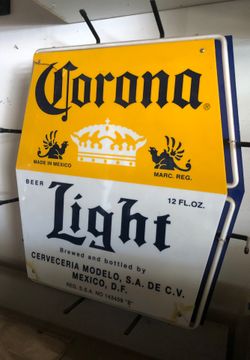 Corona
®
MADE IN MEXICO
MARC. REG.
BEER
12 FL.OZ.
Light
Brewed and bottled by
CERVECERIA MODELO, S.A. DE C.V.
MEXICO, D.F.